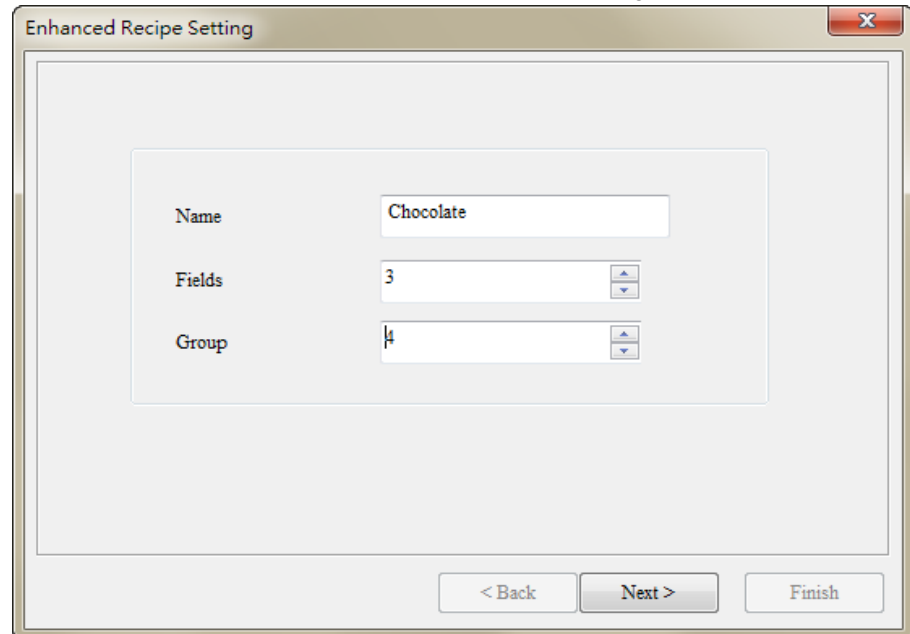 Enhanced Recipe Setting
Name
Chocolate
Fields
3
Group
4
< Back
Next >
Finish